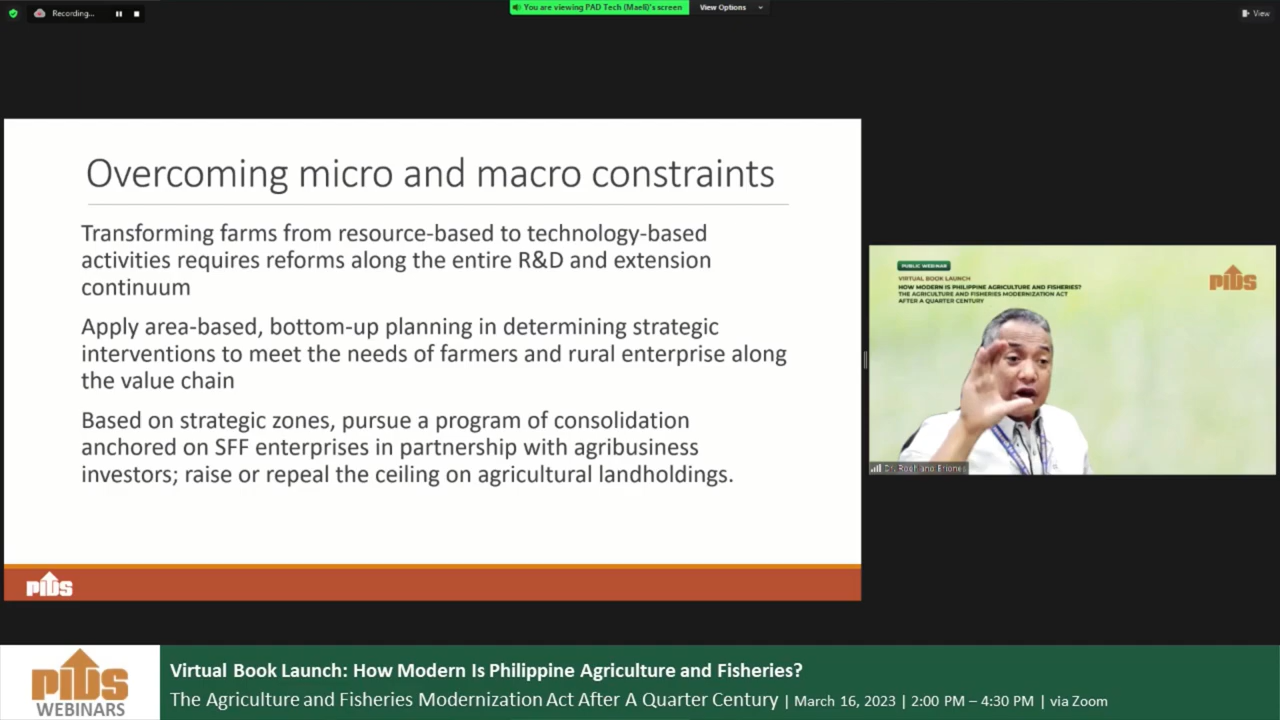 Recording...
You are viewing PAD Tech (Maeli)'s screen
View Options
View
Overcoming micro and macro constraints
Transforming farms from resource-based to technology-based
activities requires reforms along the entire R&D and extension
continuum
Apply area-based, bottom-up planning in determining strategic
interventions to meet the needs of farmers and rural enterprise along
the value chain
Based on strategic zones, pursue a program of consolidation
anchored on SFF enterprises in partnership with agribusiness
investors; raise or repeal the ceiling on agricultural landholdings.
PIDS
PUBLIC WEBINAR
VIRTUAL BOOK LAUNCH
HOW MODERN IS PHILIPPINE AGRICULTURE AND FISHERIES?
THE AGRICULTURE AND FISHERIES MODERNIZATION ACT
AFTER A QUARTER CENTURY
PIDS
Dr. Roehlano Briones
PIDS
WEBINARS
Virtual Book Launch: How Modern Is Philippine Agriculture and Fisheries?
The Agriculture and Fisheries Modernization Act After A Quarter Century | March 16, 2023 | 2:00 PM – 4:30 PM | via Zoom